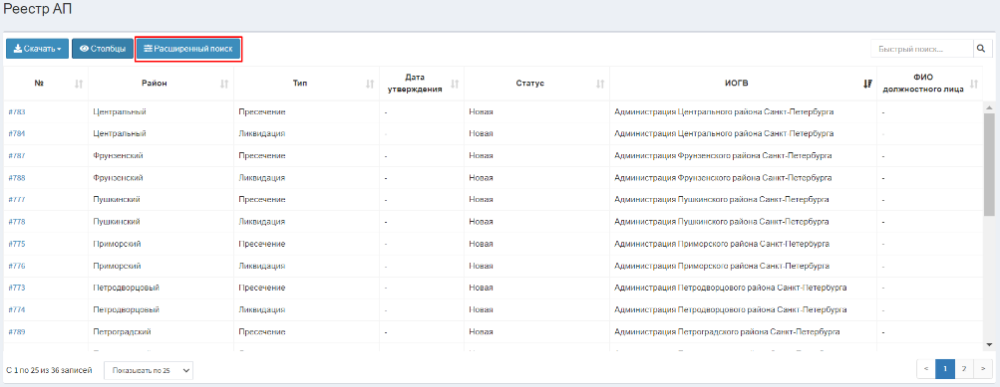 Реестр АП
Скачать Столбцы Расширенный поиск Быстрый поиск...
№ Район Тип Дата утверждения Статус ИОГВ ФИО должностного лица
#783 Центральный Пресечение - Новая Администрация Центрального района Санкт-Петербурга -
#784 Центральный Ликвидация - Новая Администрация Центрального района Санкт-Петербурга -
#787 Фрунзенский Пресечение - Новая Администрация Фрунзенского района Санкт-Петербурга -
#788 Фрунзенский Ликвидация - Новая Администрация Фрунзенского района Санкт-Петербурга -
#777 Пушкинский Пресечение - Новая Администрация Пушкинского района Санкт-Петербурга -
#778 Пушкинский Ликвидация - Новая Администрация Пушкинского района Санкт-Петербурга -
#775 Приморский Пресечение - Новая Администрация Приморского района Санкт-Петербурга -
#776 Приморский Ликвидация - Новая Администрация Приморского района Санкт-Петербурга -
#773 Петродворцовый Пресечение - Новая Администрация Петродворцового района Санкт-Петербурга -
#774 Петродворцовый Ликвидация - Новая Администрация Петродворцового района Санкт-Петербурга -
#789 Петроградский Пресечение - Новая Администрация Петроградского района Санкт-Петербурга -
С 1 по 25 из 36 записей Показывать по 25 < 1 2 >